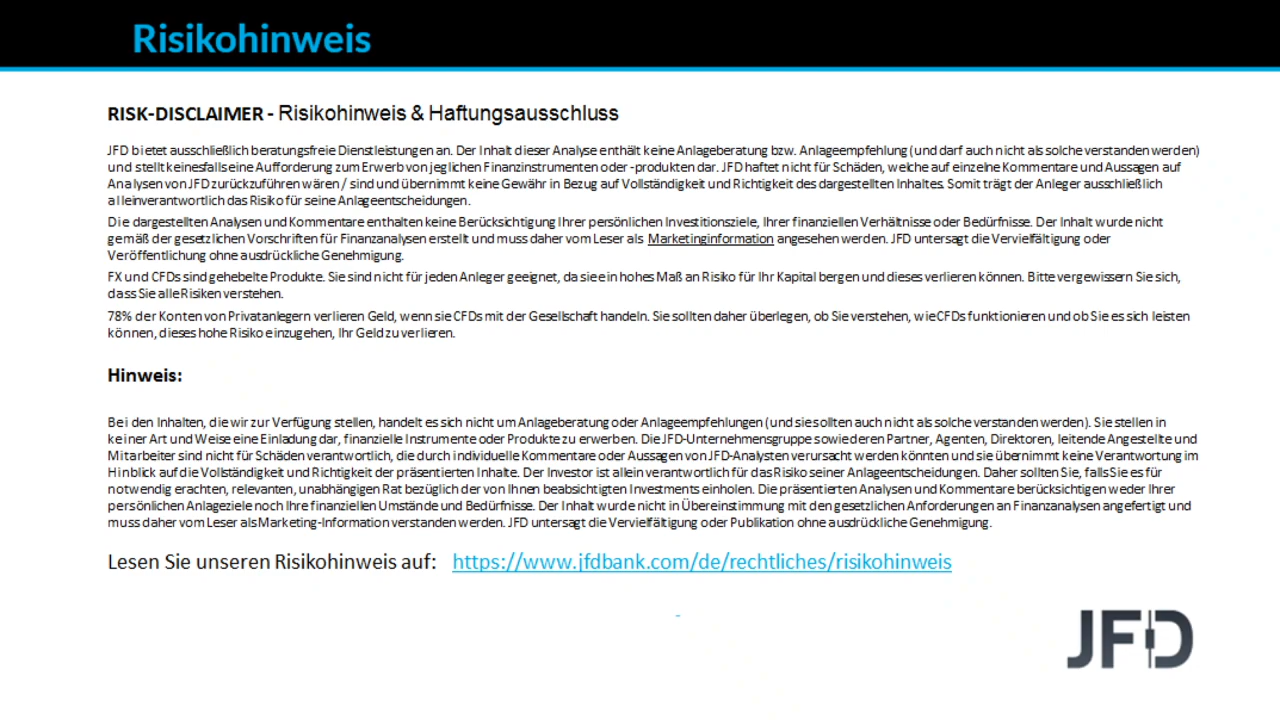 Risikohinweis
RISK-DISCLAIMER - Risikohinweis & Haftungsausschluss
JFD bietet ausschließlich beratungsfreie Dienstleistungen an. Der Inhalt dieser Analyse enthält keine Anlageberatung bzw. Anlageempfehlung (und darf auch nicht als solche verstanden werden)
und stellt keinesfalls eine Aufforderung zum Erwerb von jeglichen Finanzinstrumenten oder -produkten dar. JFD haftet nicht für Schäden, welche auf einzelne Kommentare und Aussagen auf
Analysen von JFD zurückzuführen wären / sind und übernimmt keine Gewähr in Bezug auf Vollständigkeit und Richtigkeit des dargestellten Inhaltes. Somit trägt der Anleger ausschließlich
alleinverantwortlich das Risiko für seine Anlageentscheidungen.
Die dargestellten Analysen und Kommentare enthalten keine Berücksichtigung Ihrer persönlichen Investitionsziele, Ihrer finanziellen Verhältnisse oder Bedürfnisse. Der Inhalt wurde nicht
gemäß der gesetzlichen Vorschriften für Finanzanalysen erstellt und muss daher vom Leser als Marketinginformation angesehen werden. JFD untersagt die Vervielfältigung oder
Veröffentlichung ohne ausdrückliche Genehmigung.
FX und CFDs sind gehebelte Produkte. Sie sind nicht für jeden Anleger geeignet, da sie ein hohes Maß an Risiko für Ihr Kapital bergen und dieses verlieren können. Bitte vergewissern Sie sich,
dass Sie alle Risiken verstehen.
78% der Konten von Privatanlegern verlieren Geld, wenn sie CFDs mit der Gesellschaft handeln. Sie sollten daher überlegen, ob Sie verstehen, wie CFDs funktionieren und ob Sie es sich leisten
können, dieses hohe Risiko einzugehen, Ihr Geld zu verlieren.
Hinweis:
Bei den Inhalten, die wir zur Verfügung stellen, handelt es sich nicht um Anlageberatung oder Anlageempfehlungen (und sie sollten auch nicht als solche verstanden werden). Sie stellen in
keiner Art und Weise eine Einladung dar, finanzielle Instrumente oder Produkte zu erwerben. Die JFD-Unternehmensgruppe sowie deren Partner, Agenten, Direktoren, leitende Angestellte und
Mitarbeiter sind nicht für Schäden verantwortlich, die durch individuelle Kommentare oder Aussagen von JFD-Analysten verursacht werden könnten und sie übernimmt keine Verantwortung im
Hinblick auf die Vollständigkeit und Richtigkeit der präsentierten Inhalte. Der Investor ist allein verantwortlich für das Risiko seiner Anlageentscheidungen. Daher sollten Sie, falls Sie es für
notwendig erachten, relevanten, unabhängigen Rat bezüglich der von Ihnen beabsichtigten Investments einholen. Die präsentierten Analysen und Kommentare berücksichtigen weder Ihrer
persönlichen Anlageziele noch Ihre finanziellen Umstände und Bedürfnisse. Der Inhalt wurde nicht in Übereinstimmung mit den gesetzlichen Anforderungen an Finanzanalysen angefertigt und
muss daher vom Leser als Marketing-Information verstanden werden. JFD untersagt die Vervielfältigung oder Publikation ohne ausdrückliche Genehmigung.
Lesen Sie unseren Risikohinweis auf: https://www.jfdbank.com/de/rechtliches/risikohinweis
-
JFD